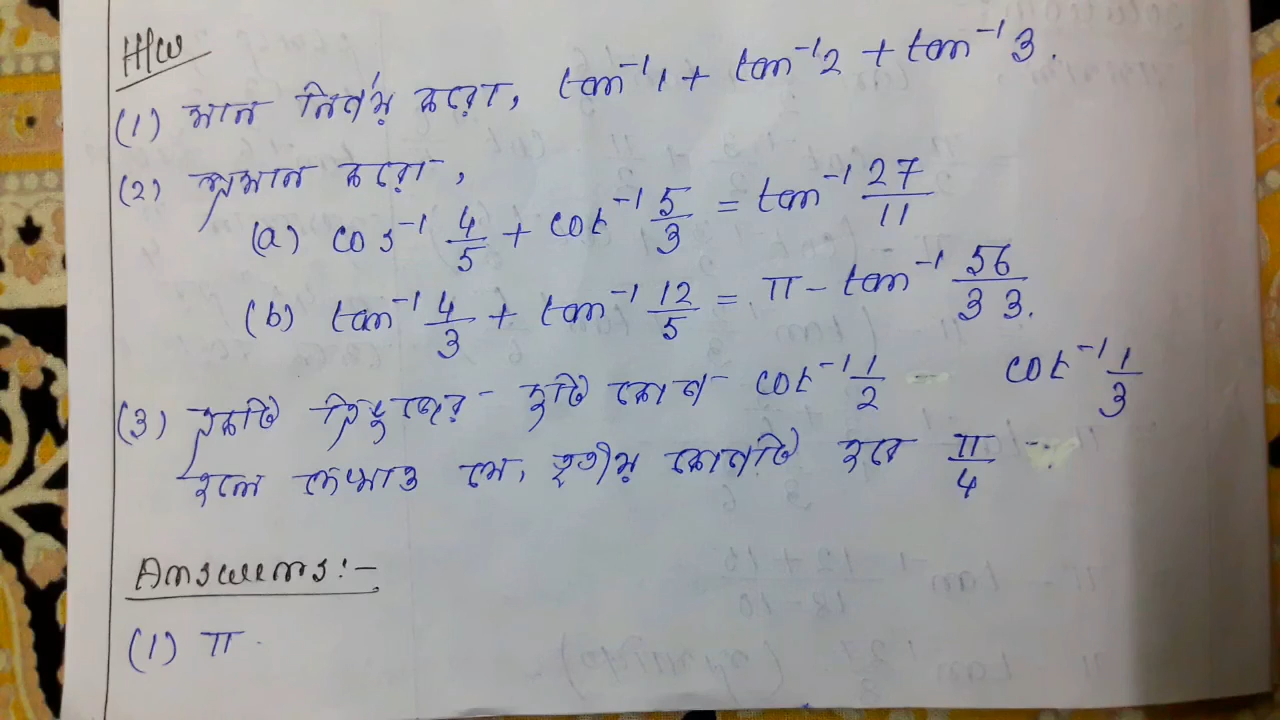 H/W
(1) মান নির্ণয় করো, tan⁻¹1 + tan⁻¹2 + tan⁻¹3.
(2) প্রমান করো,
(a) cos⁻¹ 4/5 + cot⁻¹ 5/3 = tan⁻¹ 27/11
(b) tan⁻¹ 4/3 + tan⁻¹ 12/5 = π - tan⁻¹ 56/33.
(3) একটি ত্রিভুজের দুটি কোণ cot⁻¹ 1/2 cot⁻¹ 1/3
হলে দেখাও যে, তৃতীয় কোণটি হবে π/4
Answers:-
(1) π.